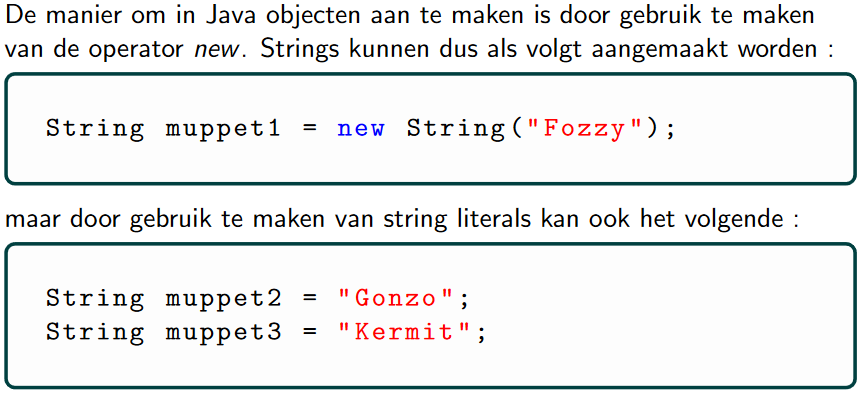 De manier om in Java objecten aan te maken is door gebruik te maken
van de operator new. Strings kunnen dus als volgt aangemaakt worden :
String muppet1 = new String("Fozzy");
maar door gebruik te maken van string literals kan ook het volgende :
String muppet2 = "Gonzo";
String muppet3 = "Kermit";